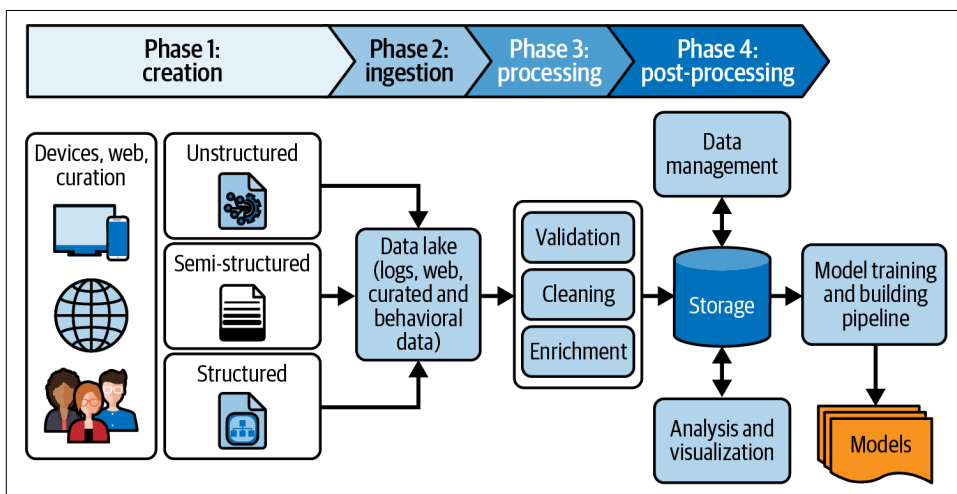 Phase 1:
creation
Phase 2:
ingestion
Phase 3:
processing
Phase 4:
post-processing
Devices, web,
curation
Unstructured
Semi-structured
Structured
Data lake
(logs, web,
curated and
behavioral
data)
Validation
Cleaning
Enrichment
Data
management
Storage
Analysis and
visualization
Model training
and building
pipeline
Models